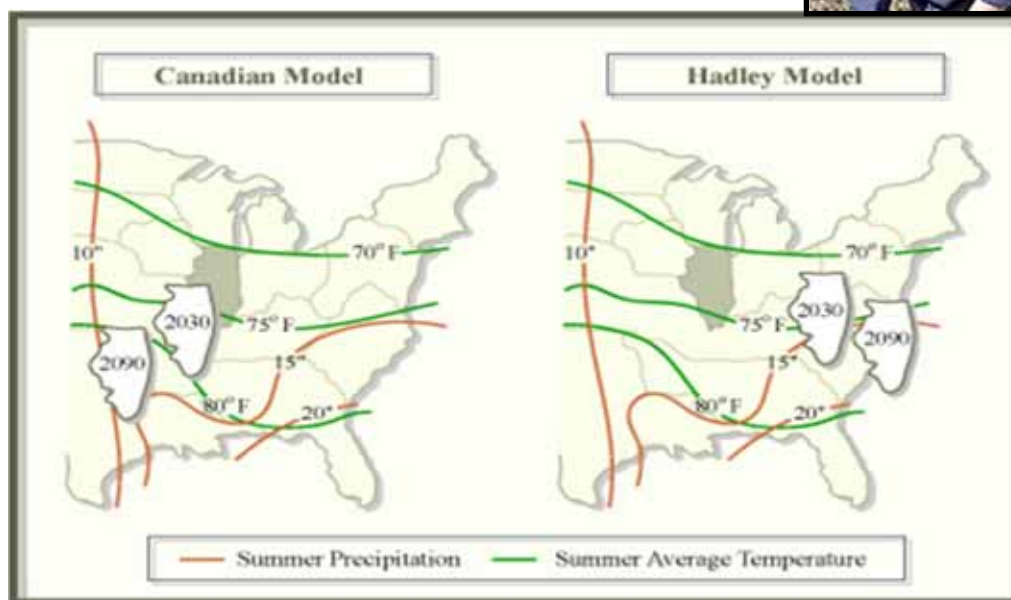 Canadian Model
Hadley Model
70° F
10"
2030
75° F
2090
15"
80° F
20"
70° F
10"
2030
75° F
2090
15"
80° F
20"
Summer Precipitation
Summer Average Temperature